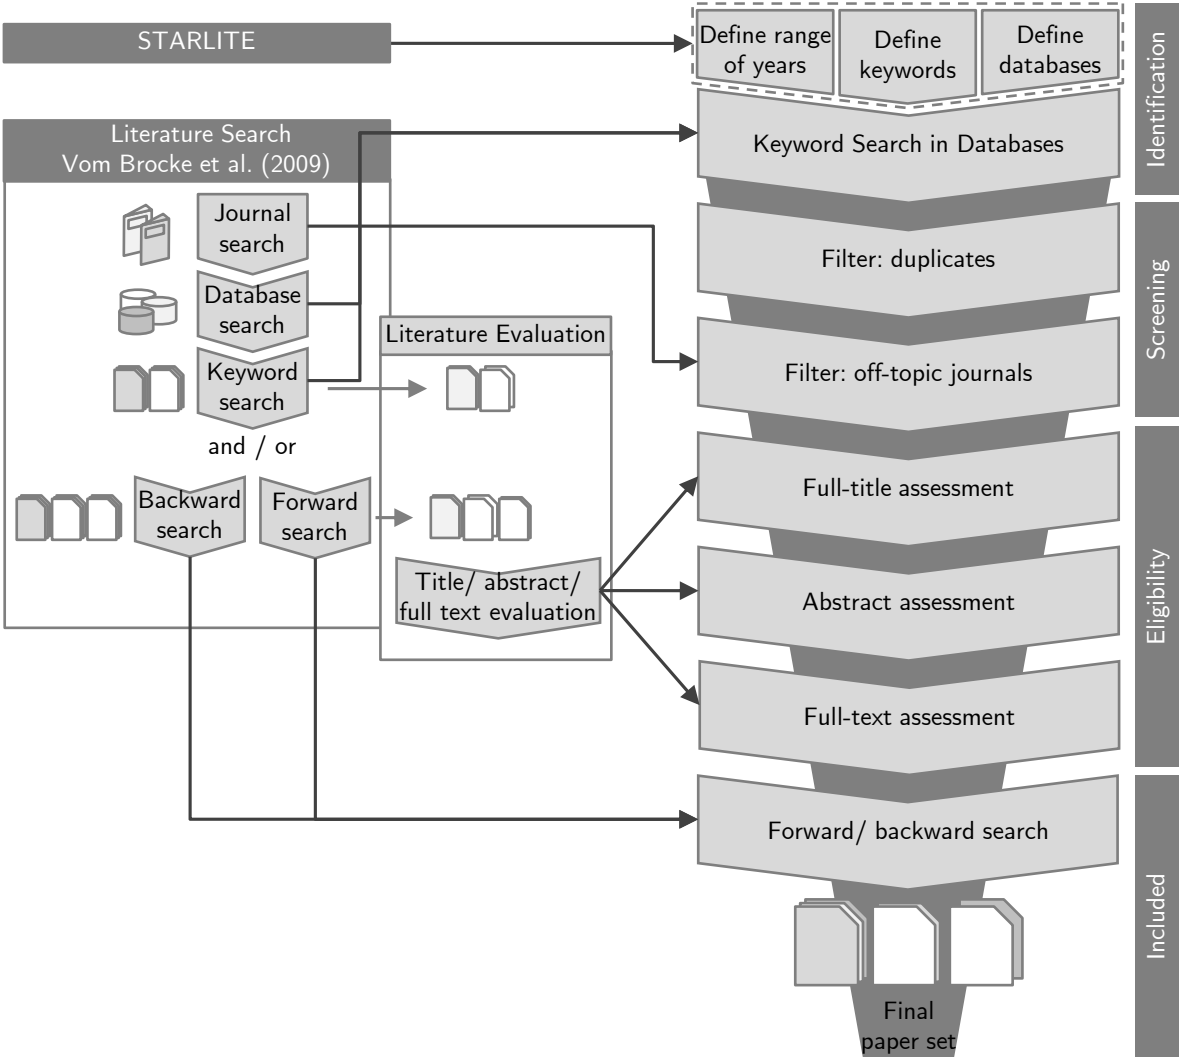 STARLITE
Define range
of years
Define
keywords
Define
databases
Identification
Literature Search
Vom Brocke et al. (2009)
Keyword Search in Databases
Journal
search
Database
search
Keyword
search
and / or
Backward
search
Forward
search
Literature Evaluation
Title/ abstract/
full text evaluation
Filter: duplicates
Filter: off-topic journals
Screening
Full-title assessment
Abstract assessment
Full-text assessment
Eligibility
Forward/ backward search
Included
Final
paper set